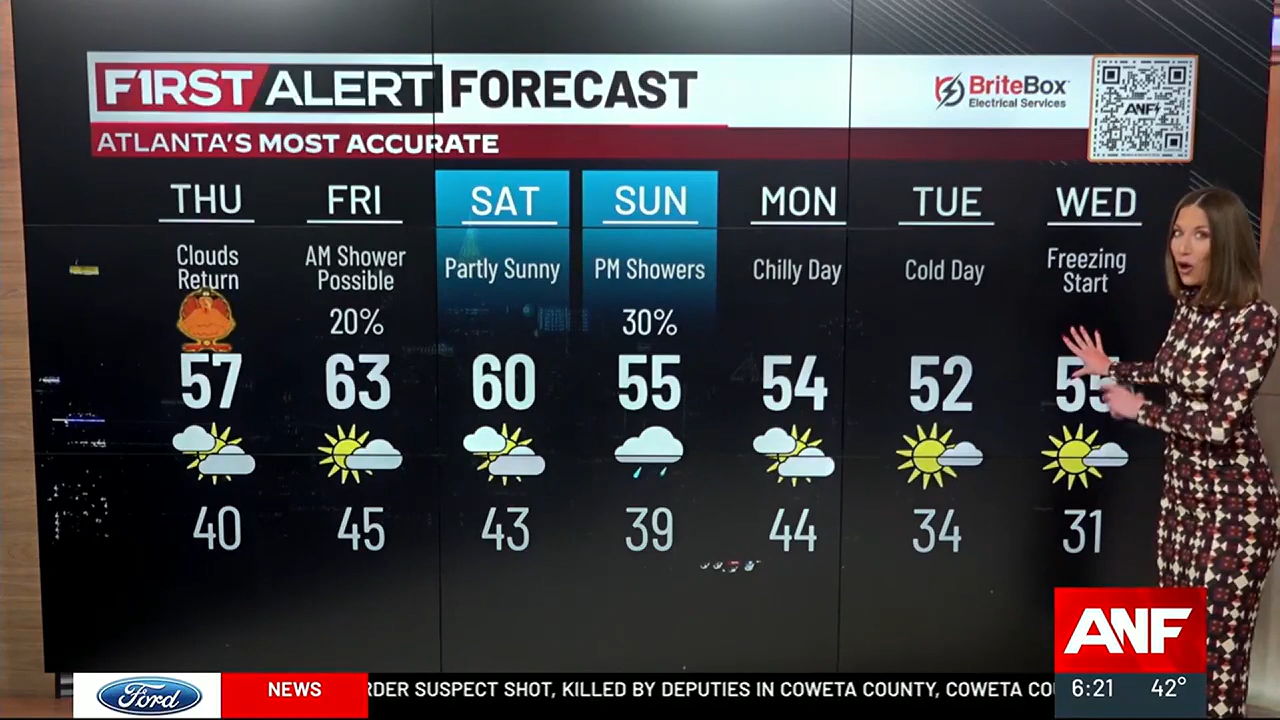 F1RST ALERT FORECAST
BriteBox
Electrical Services
ANF
ATLANTA'S MOST ACCURATE
THU
FRI
SAT
SUN
MON
TUE
WED
Clouds
Return
AM Shower
Possible
Partly Sunny
PM Showers
Chilly Day
Cold Day
Freezing
Start
20%
30%
57
63
60
55
54
52
55
40
45
43
39
44
34
31
ANF
Ford
NEWS
RDER SUSPECT SHOT, KILLED BY DEPUTIES IN COWETA COUNTY, COWETA CO
6:21
42°